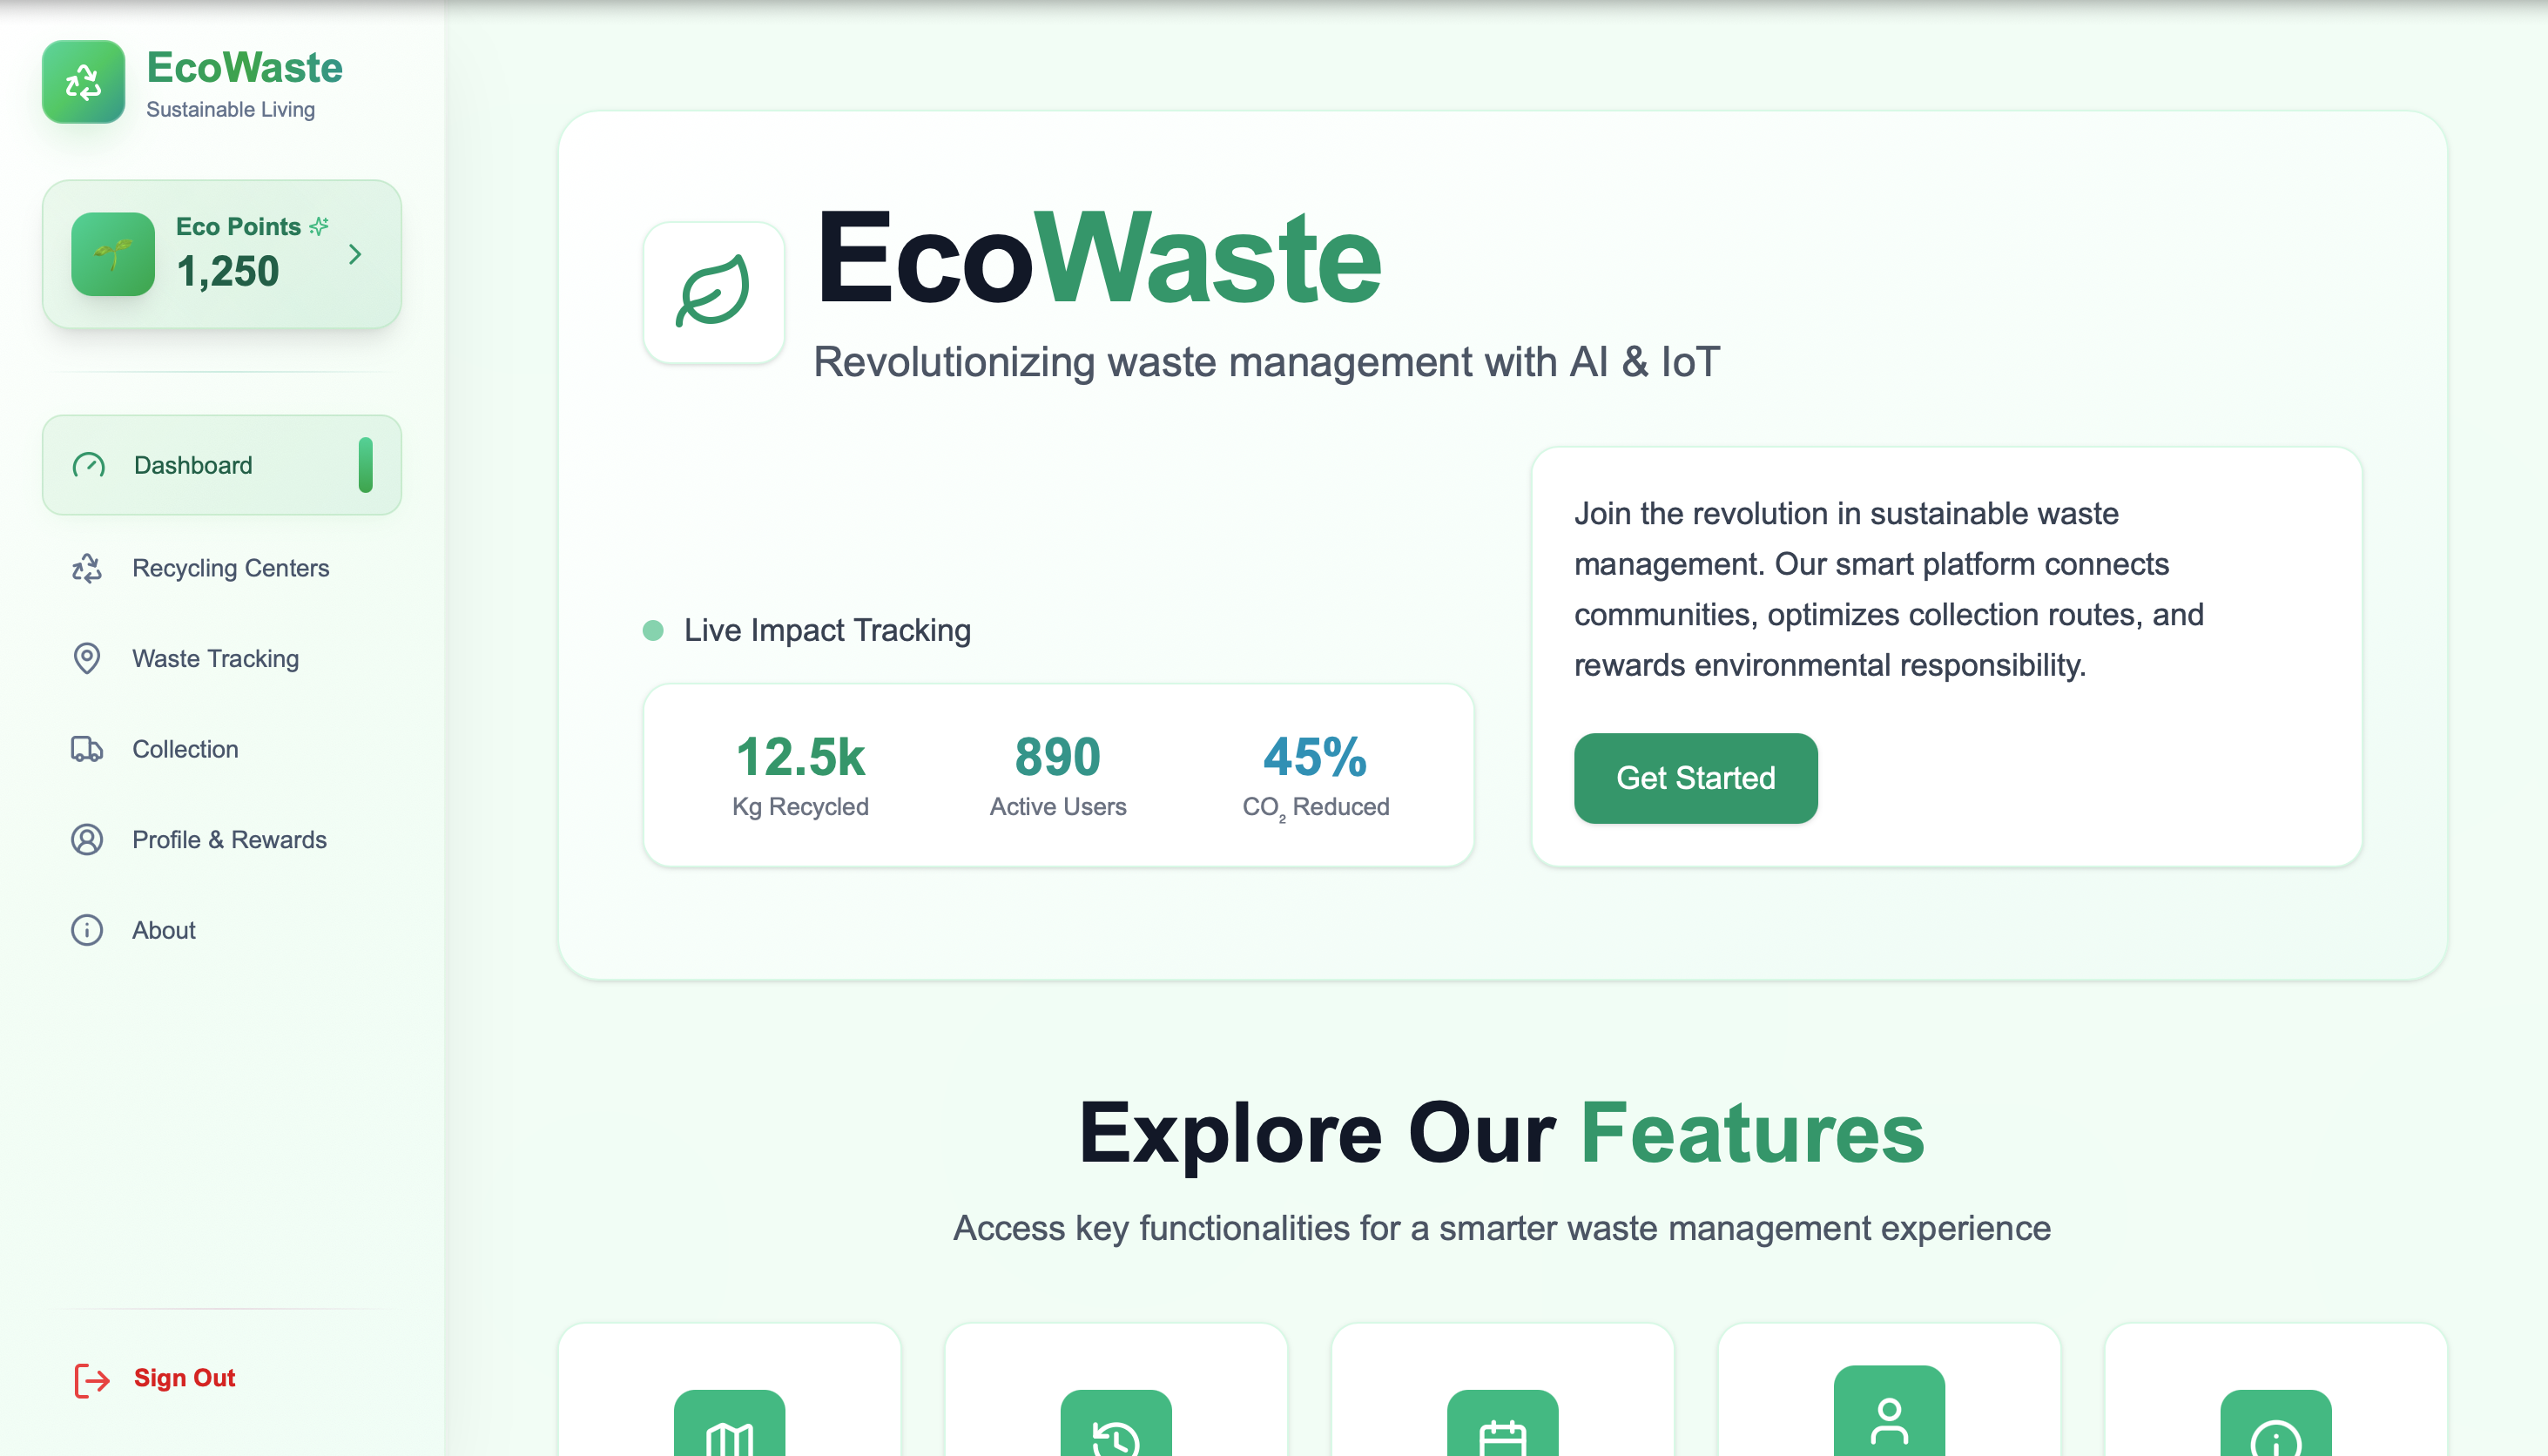 EcoWaste
Sustainable Living
Eco Points
1,250
Dashboard
Recycling Centers
Waste Tracking
Collection
Profile & Rewards
About
Sign Out
EcoWaste
Revolutionizing waste management with AI & IoT
Live Impact Tracking
12.5k
Kg Recycled
890
Active Users
45%
CO₂ Reduced
Join the revolution in sustainable waste
management. Our smart platform connects
communities, optimizes collection routes, and
rewards environmental responsibility.
Get Started
Explore Our Features
Access key functionalities for a smarter waste management experience